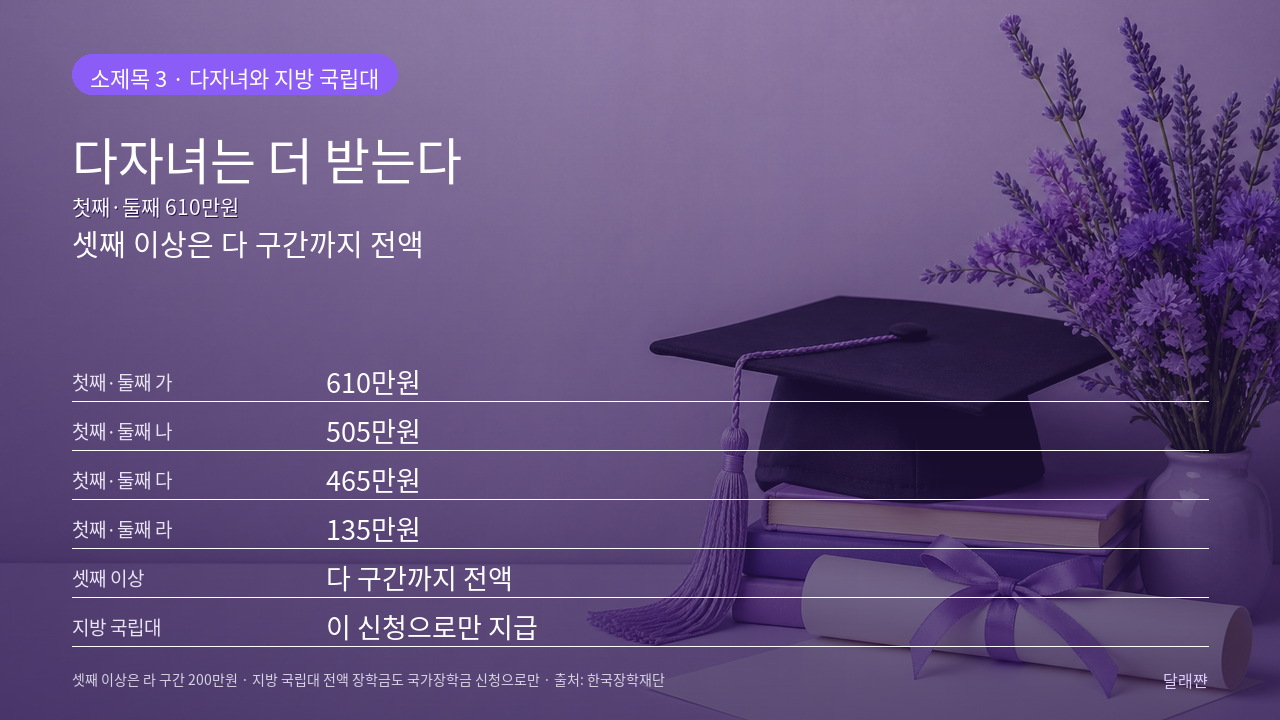 소제목 3 · 다자녀와 지방 국립대
다자녀는 더 받는다
첫째·둘째 610만원
셋째 이상은 다 구간까지 전액
첫째·둘째 가 610만원
첫째·둘째 나 505만원
첫째·둘째 다 465만원
첫째·둘째 라 135만원
셋째 이상 다 구간까지 전액
지방 국립대 이 신청으로만 지급
셋째 이상은 라 구간 200만원 · 지방 국립대 전액 장학금도 국가장학금 신청으로만 · 출처: 한국장학재단
달래쨘